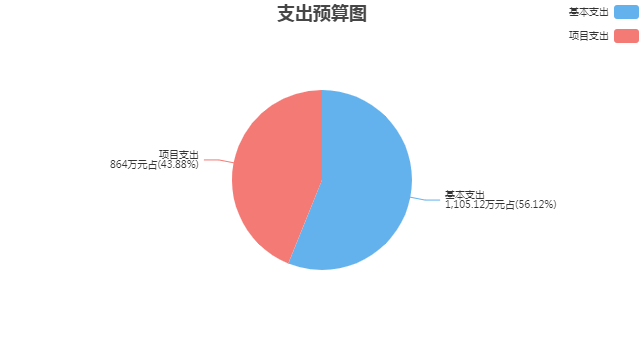 支出预算图
基本支出
项目支出
项目支出
864万元占(43.88%)
基本支出
1,105.12万元占(56.12%)